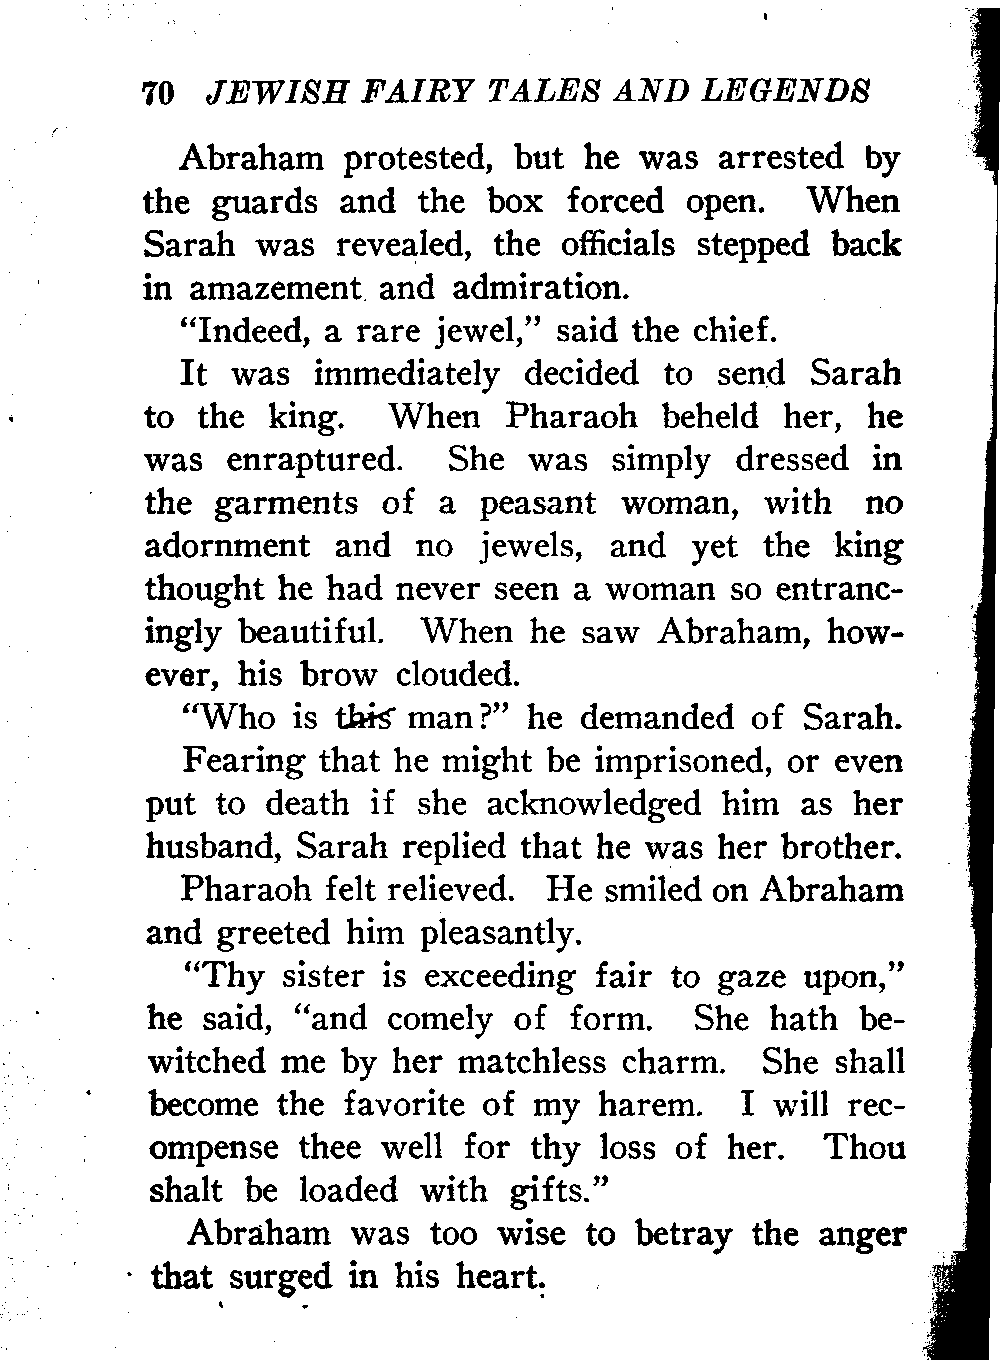 70 JEWISH FAIRY TALES AND LEGENDS
Abraham protested, but he was arrested by
the guards and the box forced open. When
Sarah was revealed, the officials stepped back
in amazement and admiration.
"Indeed, a rare jewel," said the chief.
It was immediately decided to send Sarah
to the king. When Pharaoh beheld her, he
was enraptured. She was simply dressed in
the garments of a peasant woman, with no
adornment and no jewels, and yet the king
thought he had never seen a woman so entranc-
ingly beautiful. When he saw Abraham, how-
ever, his brow clouded.
"Who is this man?" he demanded of Sarah.
Fearing that he might be imprisoned, or even
put to death if she acknowledged him as her
husband, Sarah replied that he was her brother.
Pharaoh felt relieved. He smiled on Abraham
and greeted him pleasantly.
"Thy sister is exceeding fair to gaze upon,"
he said, "and comely of form. She hath be-
witched me by her matchless charm. She shall
become the favorite of my harem. I will rec-
ompense thee well for thy loss of her. Thou
shalt be loaded with gifts."
Abraham was too wise to betray the anger
that surged in his heart.